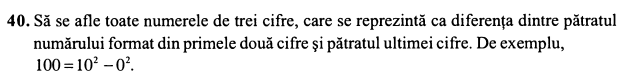 40. Să se afle toate numerele de trei cifre, care se reprezintă ca diferența dintre pătratul
numărului format din primele două cifre și pătratul ultimei cifre. De exemplu,
100 = 10² − 0².